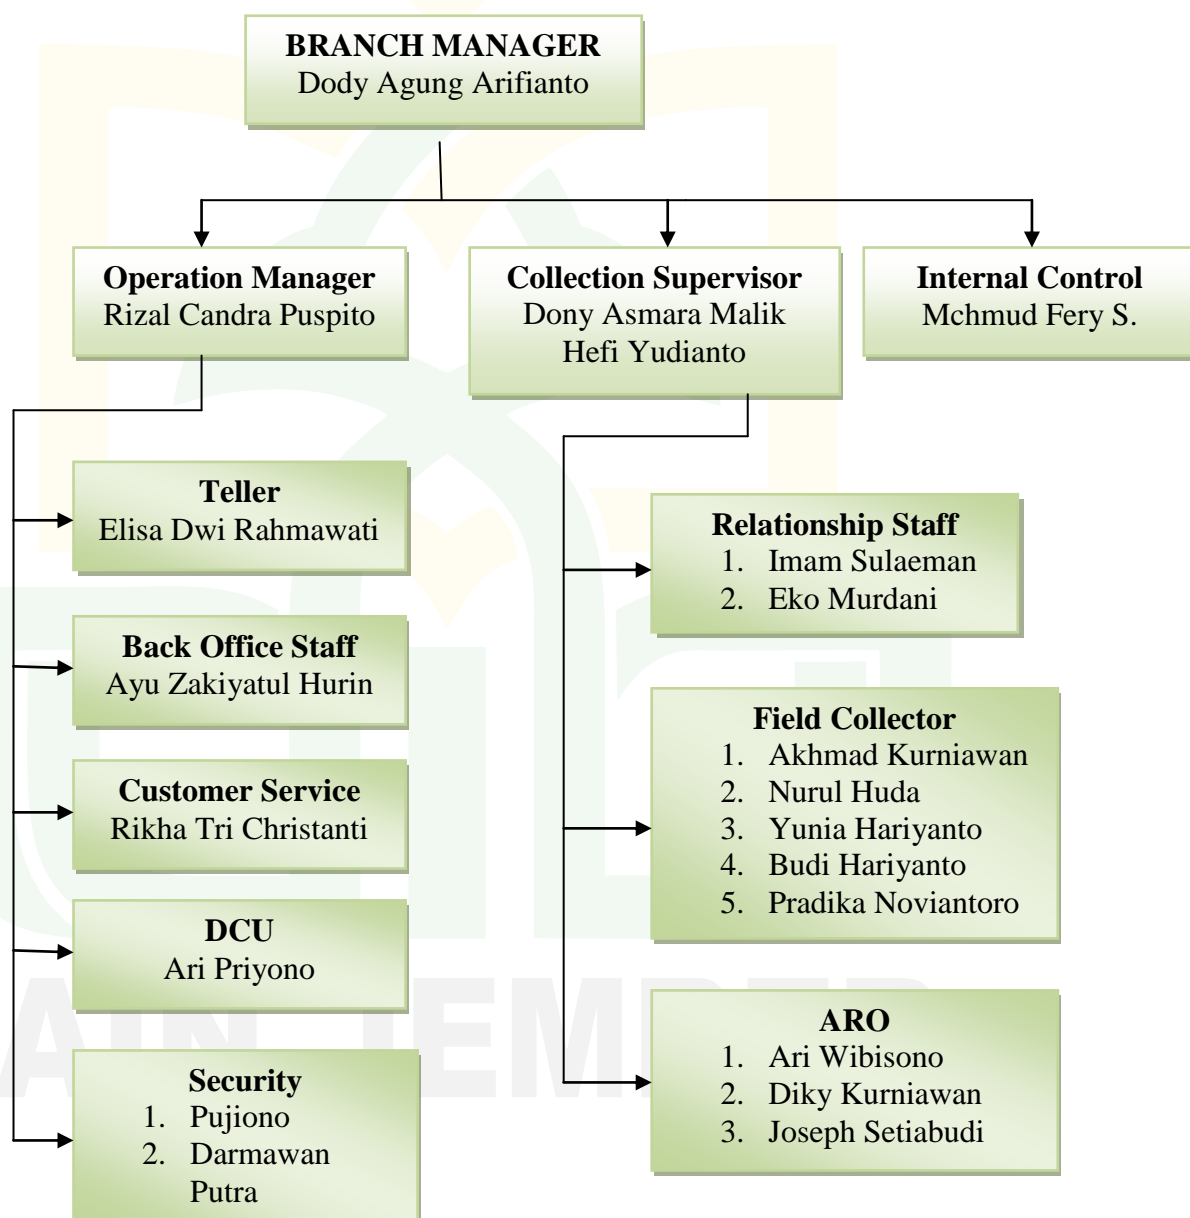 BRANCH MANAGER
Dody Agung Arifianto
Operation Manager
Rizal Candra Puspito
Collection Supervisor
Dony Asmara Malik
Hefi Yudianto
Internal Control
Mchmud Fery S.
Teller
Elisa Dwi Rahmawati
Back Office Staff
Ayu Zakiyatul Hurin
Customer Service
Rikha Tri Christanti
DCU
Ari Priyono
Security
1. Pujiono
2. Darmawan
Putra
Relationship Staff
1. Imam Sulaeman
2. Eko Murdani
Field Collector
1. Akhmad Kurniawan
2. Nurul Huda
3. Yunia Hariyanto
4. Budi Hariyanto
5. Pradika Noviantoro
ARO
1. Ari Wibisono
2. Diky Kurniawan
3. Joseph Setiabudi